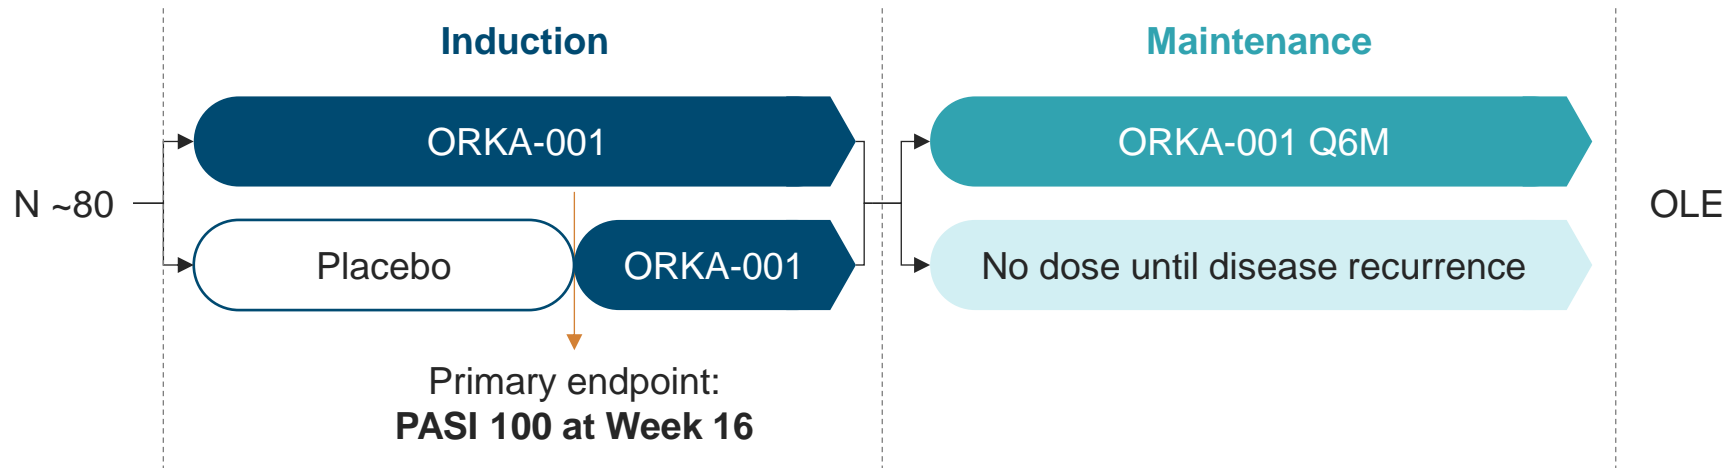 Induction
Maintenance
N ~80
ORKA-001
Placebo
ORKA-001
Primary endpoint:
PASI 100 at Week 16
ORKA-001 Q6M
No dose until disease recurrence
OLE